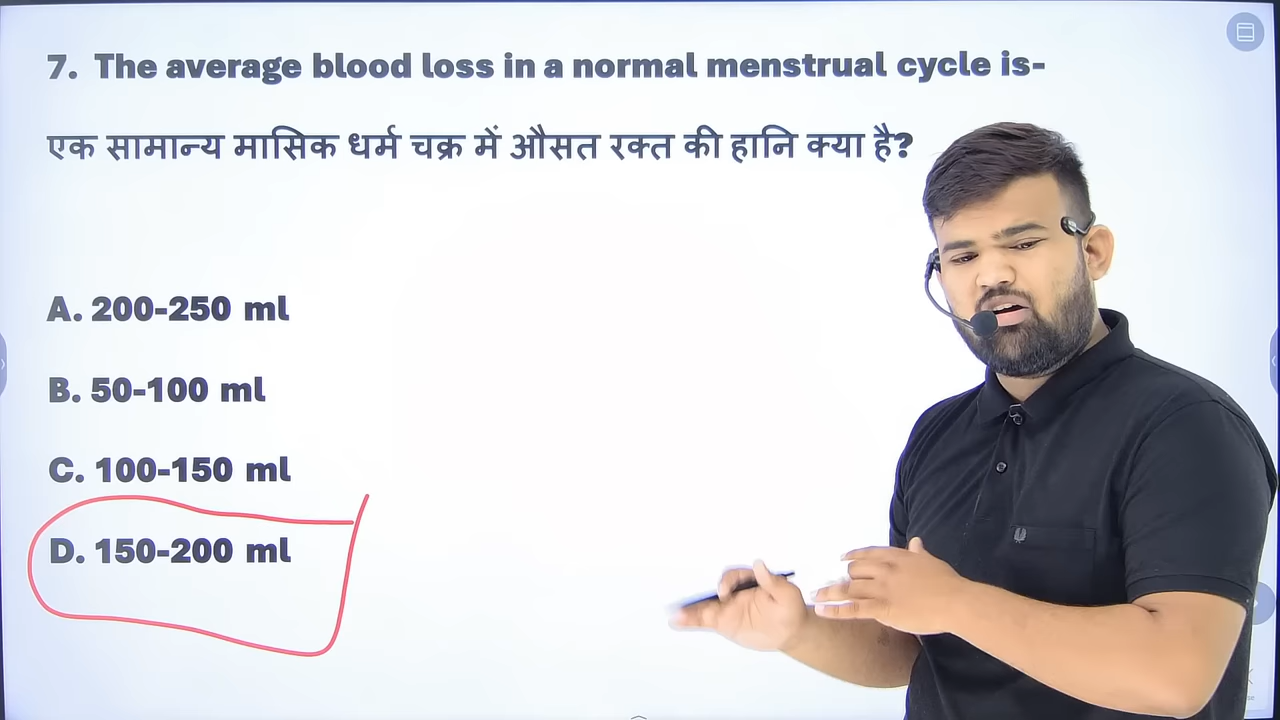 7. The average blood loss in a normal menstrual cycle is-
एक सामान्य मासिक धर्म चक्र में औसत रक्त की हानि क्या है?
A. 200-250 ml
B. 50-100 ml
C. 100-150 ml
D. 150-200 ml